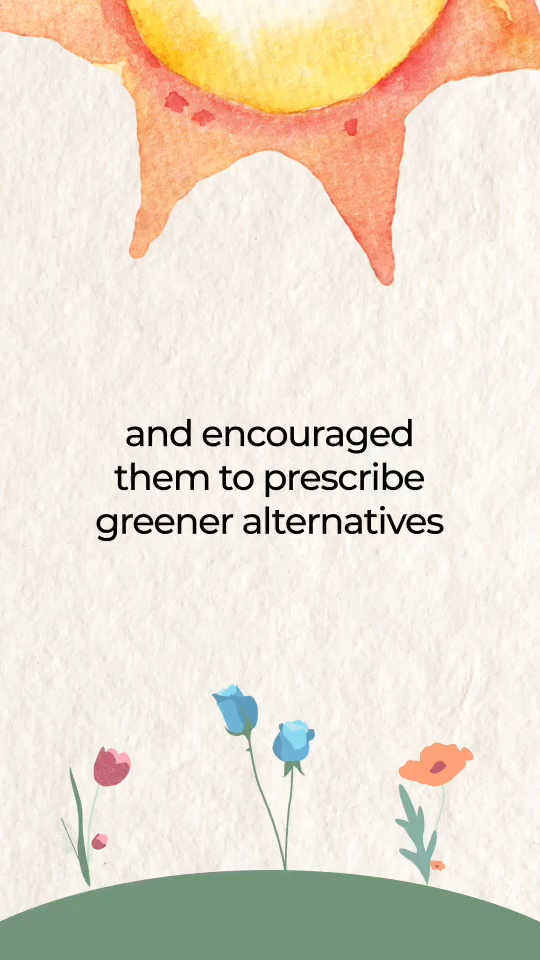 and encouraged
them to prescribe
greener alternatives